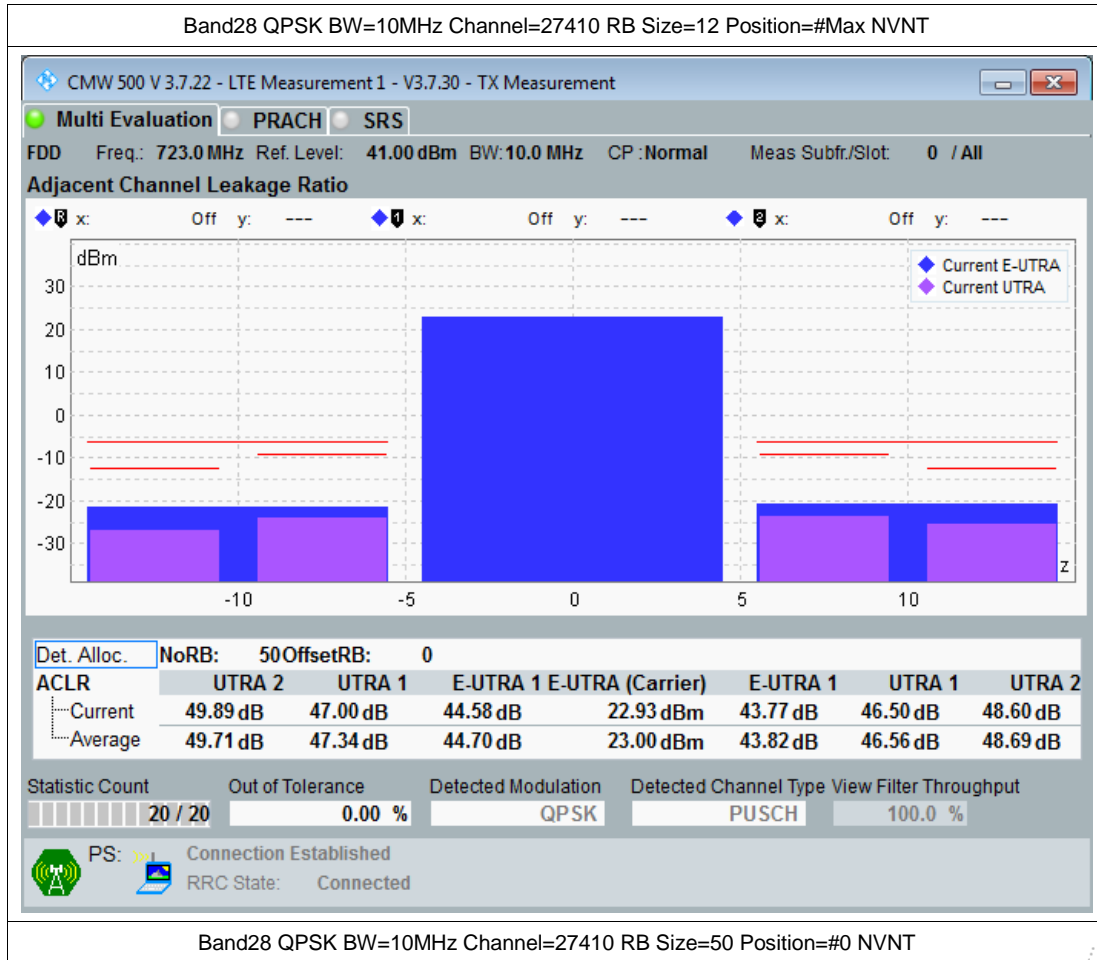 Band28 QPSK BW=10MHz Channel=27410 RB Size=12 Position=#Max NVNT
CMW 500 V 3.7.22 - LTE Measurement 1 - V3.7.30 - TX Measurement
Multi Evaluation PRACH SRS
FDD Freq.: 723.0 MHz Ref. Level: 41.00 dBm BW: 10.0 MHz CP : Normal Meas Subfr./Slot: 0 / All
Adjacent Channel Leakage Ratio
R x: Off y: --- 1 x: Off y: --- 2 x: Off y: ---
dBm
Current E-UTRA
Current UTRA
30
20
10
0
-10
-20
-30
z
-10 -5 0 5 10
Det. Alloc. NoRB: 50 OffsetRB: 0
ACLR UTRA 2 UTRA 1 E-UTRA 1 E-UTRA (Carrier) E-UTRA 1 UTRA 1 UTRA 2
Current 49.89 dB 47.00 dB 44.58 dB 22.93 dBm 43.77 dB 46.50 dB 48.60 dB
Average 49.71 dB 47.34 dB 44.70 dB 23.00 dBm 43.82 dB 46.56 dB 48.69 dB
Statistic Count Out of Tolerance Detected Modulation Detected Channel Type View Filter Throughput
20 / 20 0.00 % QPSK PUSCH 100.0 %
PS: Connection Established
RRC State: Connected
Band28 QPSK BW=10MHz Channel=27410 RB Size=50 Position=#0 NVNT